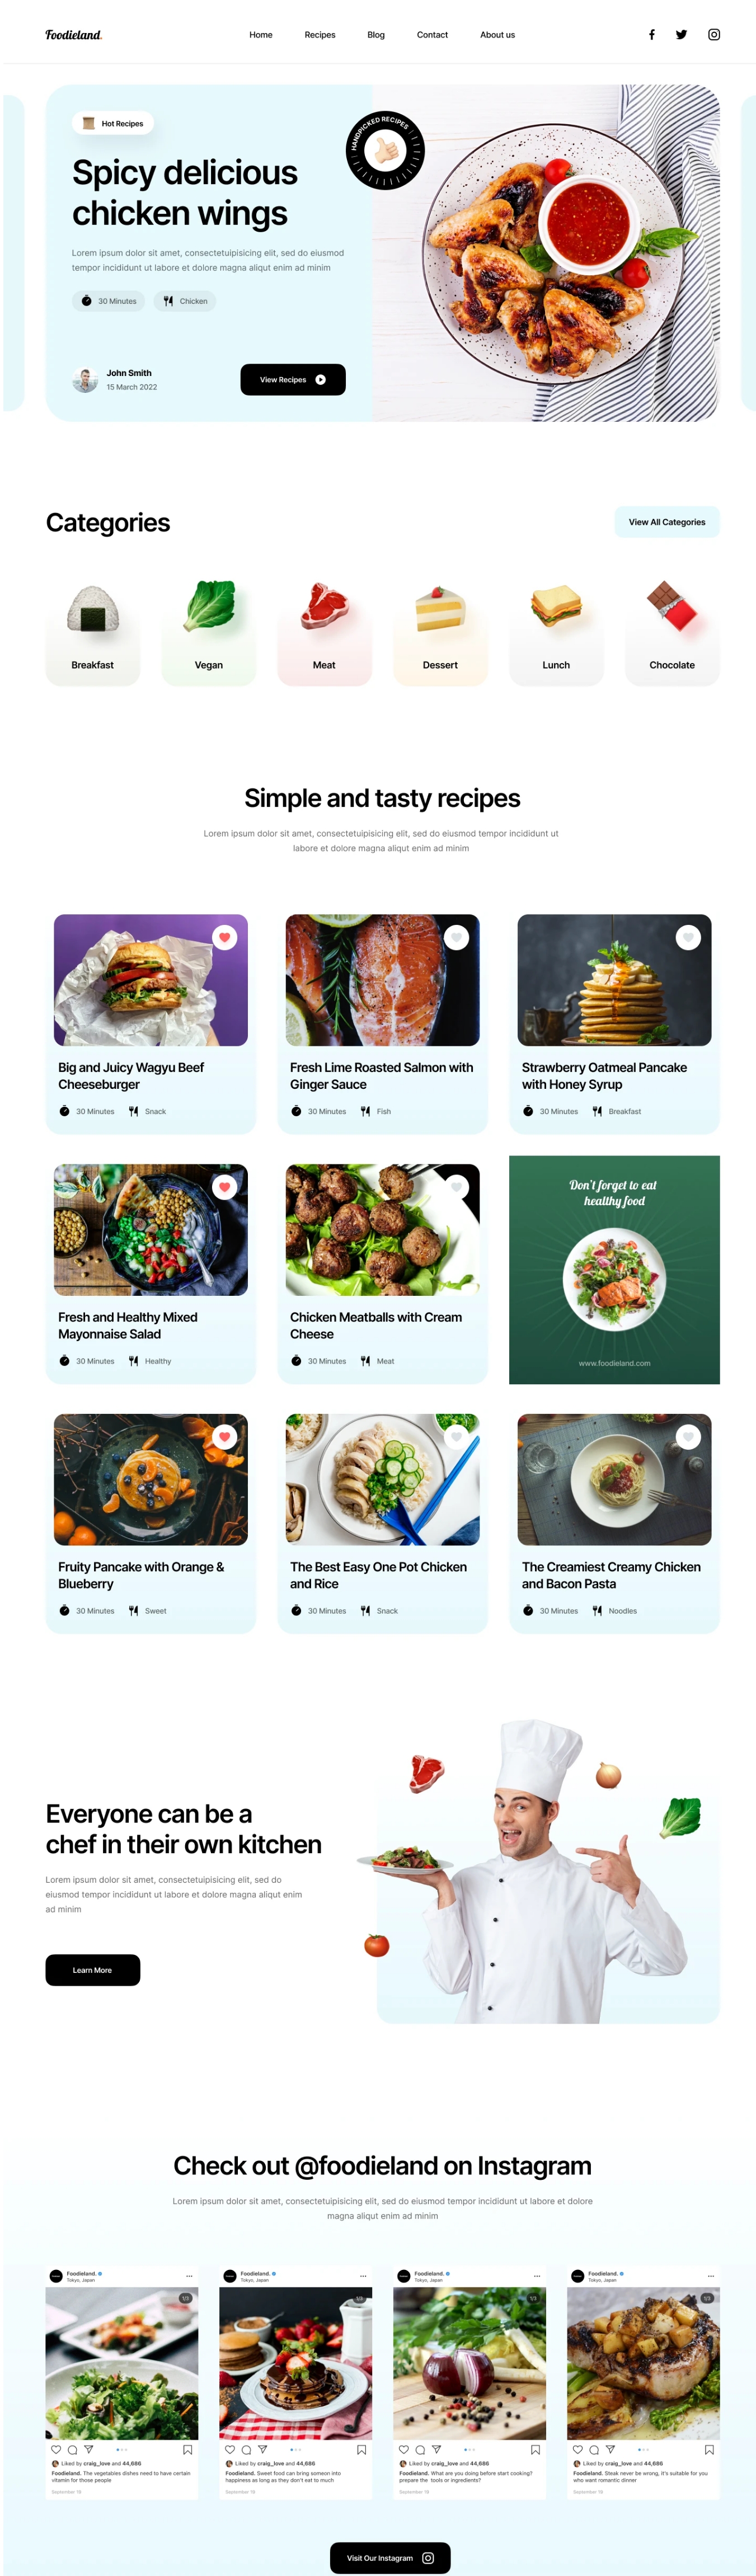 Foodieland.
Home
Recipes
Blog
Contact
About us
Hot Recipes
HANDPICKED RECIPES
Spicy delicious
chicken wings
Lorem ipsum dolor sit amet, consectetuipisicing elit, sed do eiusmod
tempor incididunt ut labore et dolore magna aliqut enim ad minim
30 Minutes
Chicken
John Smith
15 March 2022
View Recipes
Categories
View All Categories
Breakfast
Vegan
Meat
Dessert
Lunch
Chocolate
Simple and tasty recipes
Lorem ipsum dolor sit amet, consectetuipisicing elit, sed do eiusmod tempor incididunt ut
labore et dolore magna aliqut enim ad minim
Big and Juicy Wagyu Beef
Cheeseburger
30 Minutes
Snack
Fresh Lime Roasted Salmon with
Ginger Sauce
30 Minutes
Fish
Strawberry Oatmeal Pancake
with Honey Syrup
30 Minutes
Breakfast
Fresh and Healthy Mixed
Mayonnaise Salad
30 Minutes
Healthy
Chicken Meatballs with Cream
Cheese
30 Minutes
Meat
Don't forget to eat
healthy food
www.foodieland.com
Fruity Pancake with Orange &
Blueberry
30 Minutes
Sweet
The Best Easy One Pot Chicken
and Rice
30 Minutes
Snack
The Creamiest Creamy Chicken
and Bacon Pasta
30 Minutes
Noodles
Everyone can be a
chef in their own kitchen
Lorem ipsum dolor sit amet, consectetuipisicing elit, sed do
eiusmod tempor incididunt ut labore et dolore magna aliqut enim
ad minim
Learn More
Check out @foodieland on Instagram
Lorem ipsum dolor sit amet, consectetuipisicing elit, sed do eiusmod tempor incididunt ut labore et dolore
magna aliqut enim ad minim
Foodieland.
Tokyo, Japan
1/3
Liked by craig_love and 44,686
Foodieland. The vegetables dishes need to have certain
vitamin for those people
September 19
Foodieland.
Tokyo, Japan
1/3
Liked by craig_love and 44,686
Foodieland. Sweet food can bring someon into
happiness as long as they don't eat to much
September 19
Foodieland.
Tokyo, Japan
1/3
Liked by craig_love and 44,686
Foodieland. What are you doing before start cooking?
prepare the tools or ingredients?
September 19
Foodieland.
Tokyo, Japan
1/3
Liked by craig_love and 44,686
Foodieland. Steak never be wrong, it's suitable for you
who want romantic dinner
September 19
Visit Our Instagram